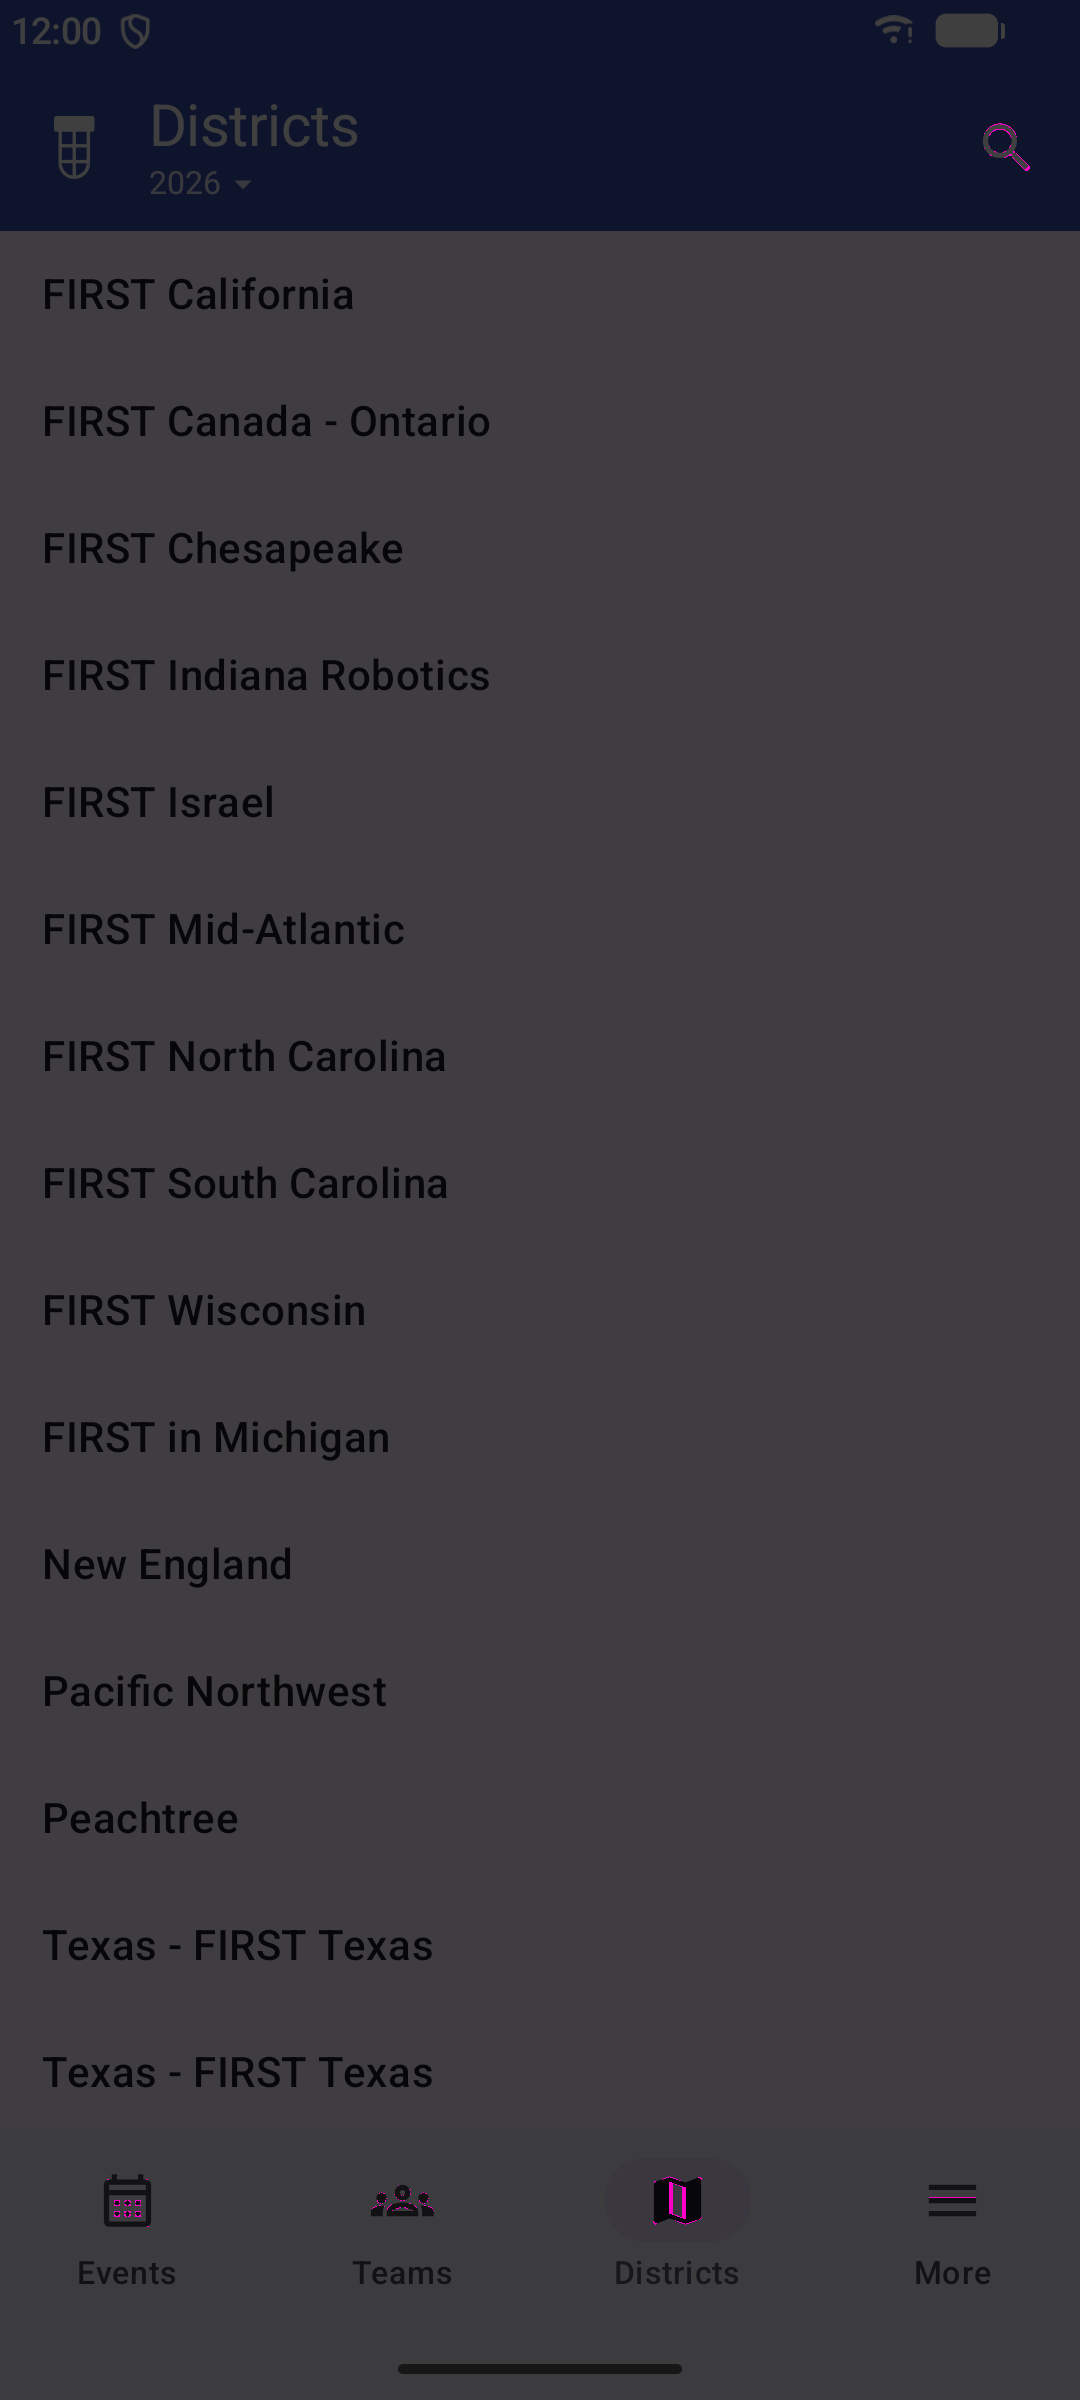 12:00
Districts
2026
FIRST California
FIRST Canada - Ontario
FIRST Chesapeake
FIRST Indiana Robotics
FIRST Israel
FIRST Mid-Atlantic
FIRST North Carolina
FIRST South Carolina
FIRST Wisconsin
FIRST in Michigan
New England
Pacific Northwest
Peachtree
Texas - FIRST Texas
Texas - FIRST Texas
Events
Teams
Districts
More